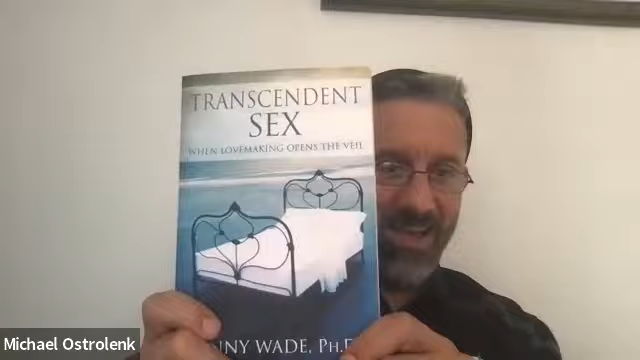 TRANSCENDENT
SEX
WHEN LOVEMAKING OPENS THE VEIL
WADE, PH.D
Michael Ostrolenk